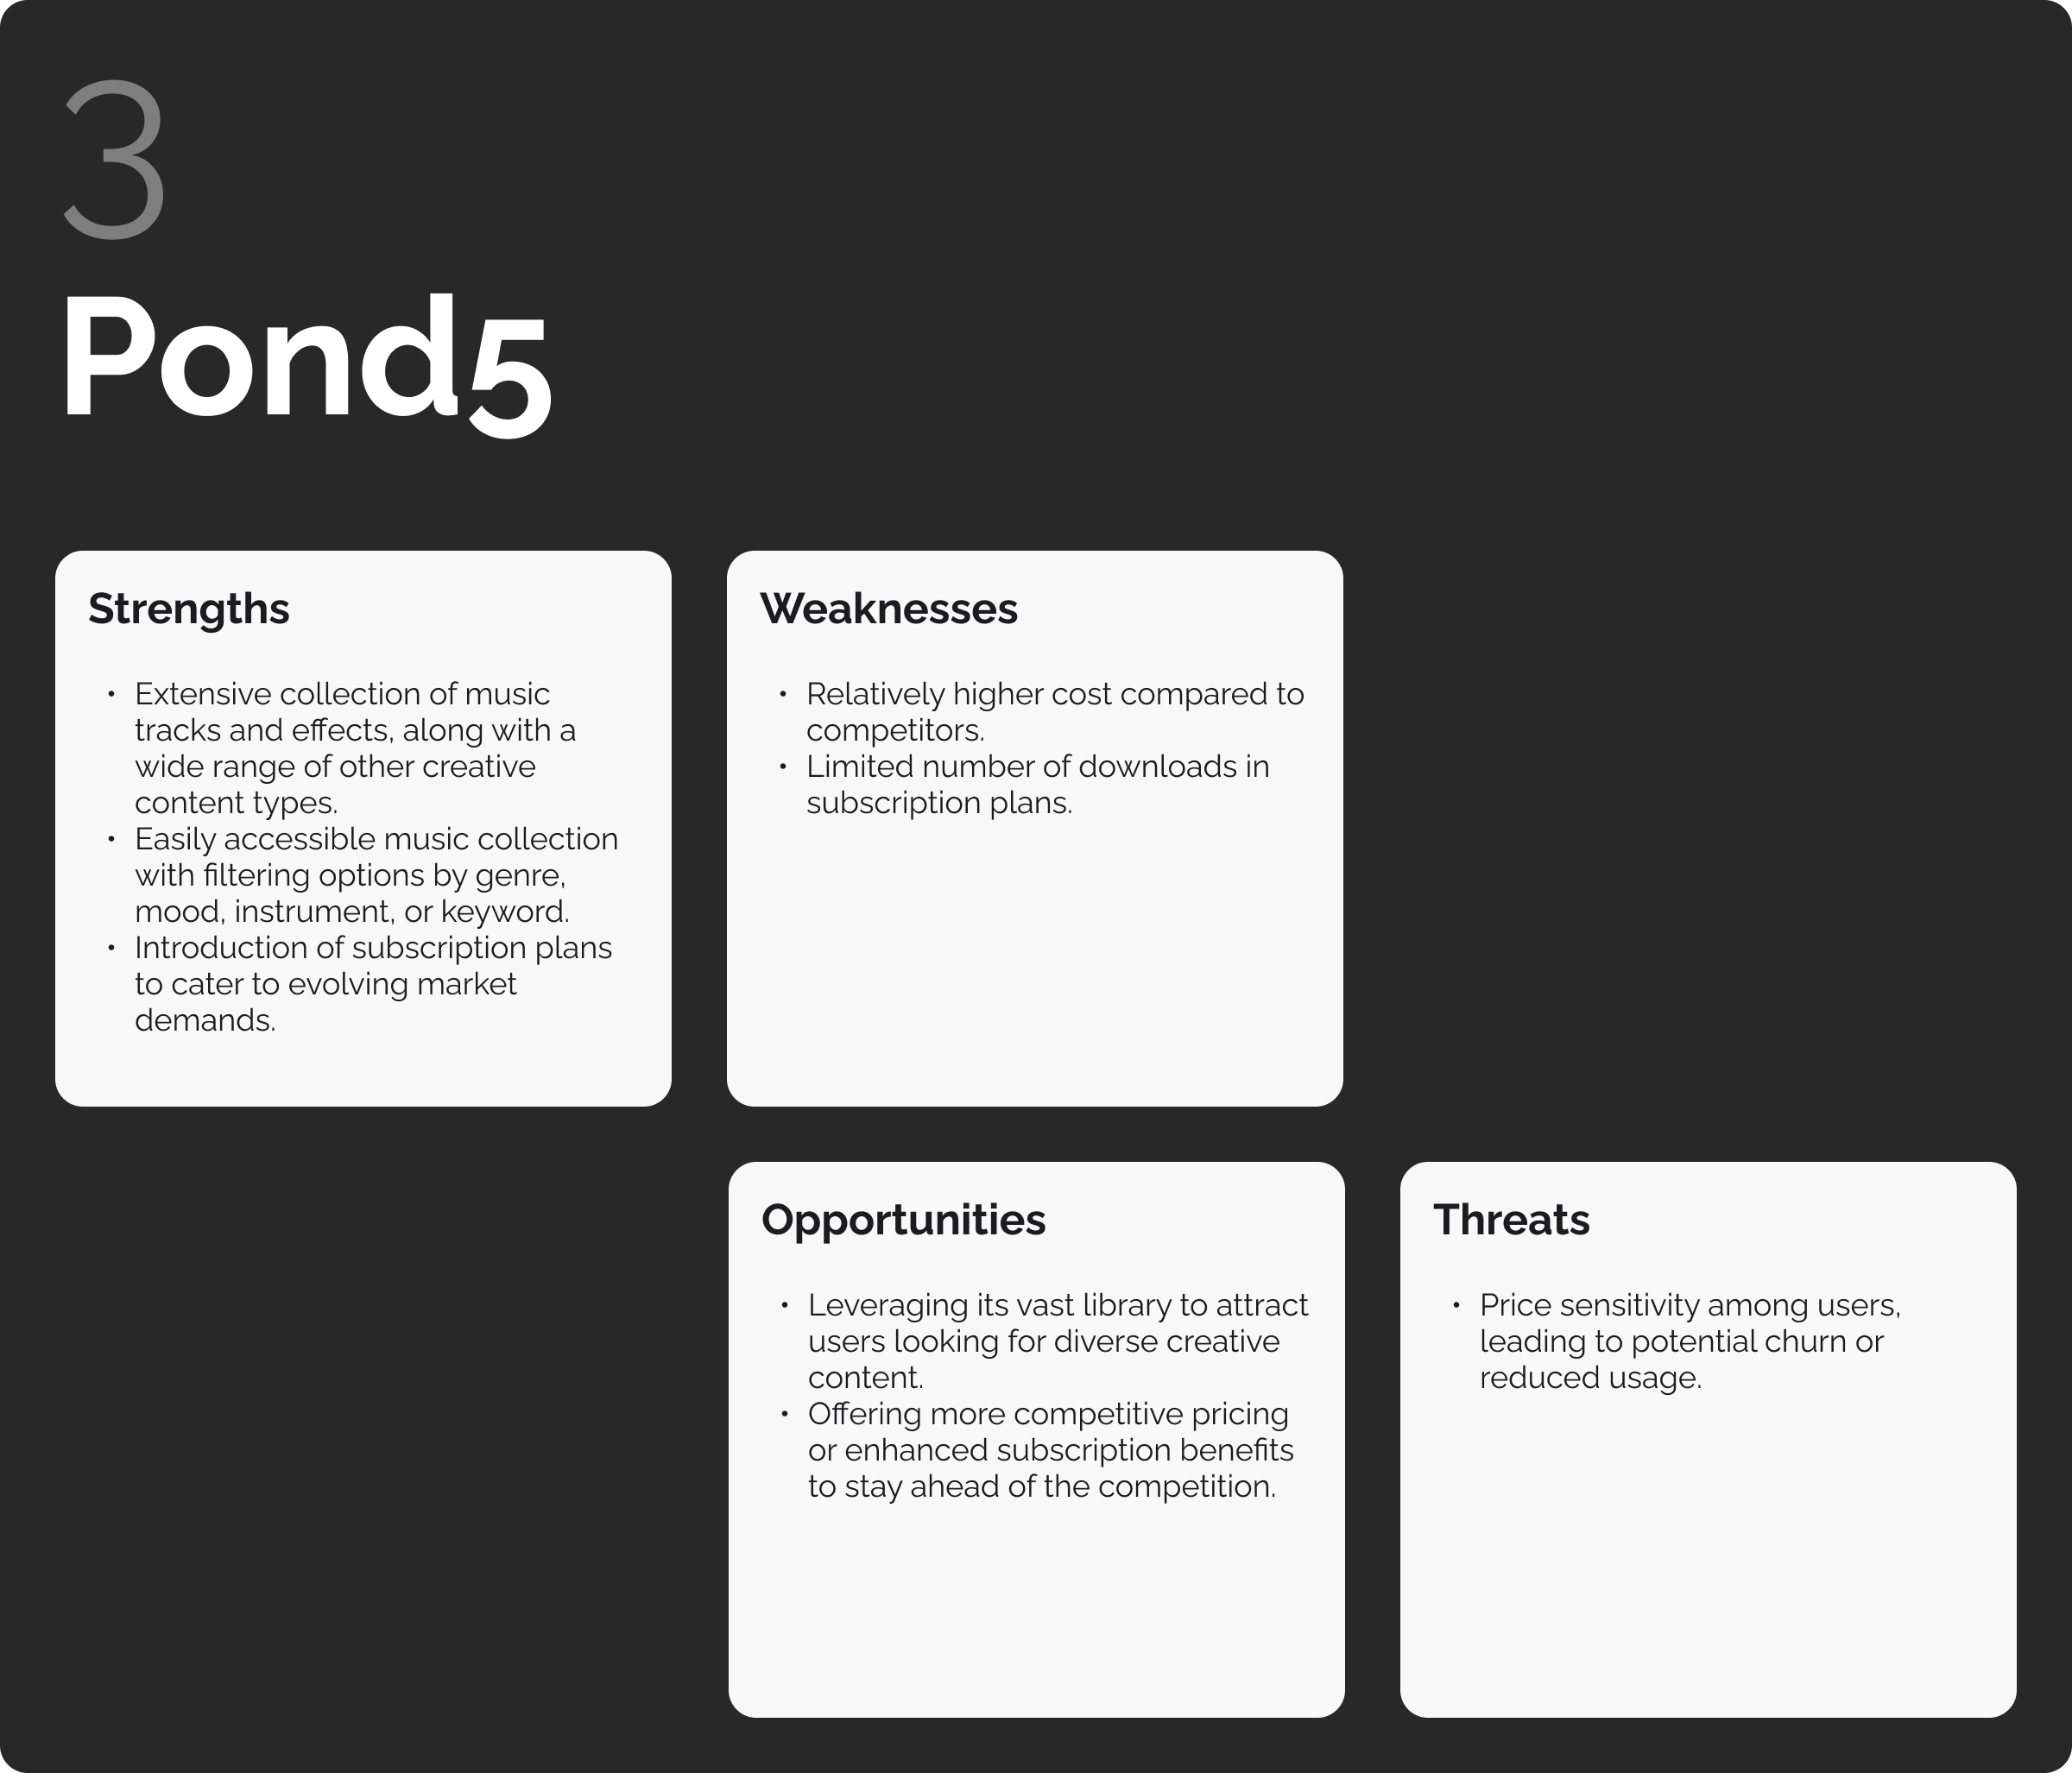 3
Pond5
Strengths
• Extensive collection of music
tracks and effects, along with a
wide range of other creative
content types.
• Easily accessible music collection
with filtering options by genre,
mood, instrument, or keyword.
• Introduction of subscription plans
to cater to evolving market
demands.
Weaknesses
• Relatively higher cost compared to
competitors.
• Limited number of downloads in
subscription plans.
Opportunities
• Leveraging its vast library to attract
users looking for diverse creative
content.
• Offering more competitive pricing
or enhanced subscription benefits
to stay ahead of the competition.
Threats
• Price sensitivity among users,
leading to potential churn or
reduced usage.